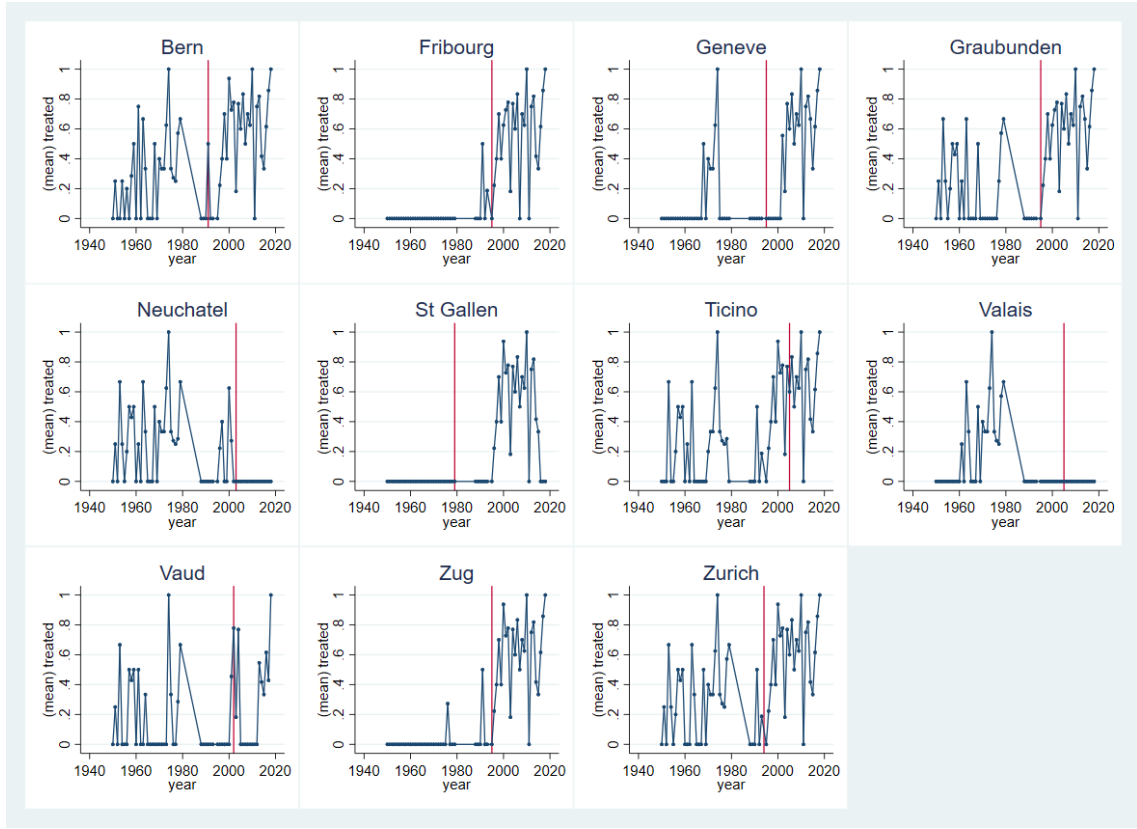 Bern
(mean) treated
0 .2 .4 .6 .8 1
1940 1960 1980 2000 2020
year
Fribourg
(mean) treated
0 .2 .4 .6 .8 1
1940 1960 1980 2000 2020
year
Geneve
(mean) treated
0 .2 .4 .6 .8 1
1940 1960 1980 2000 2020
year
Graubunden
(mean) treated
0 .2 .4 .6 .8 1
1940 1960 1980 2000 2020
year
Neuchatel
(mean) treated
0 .2 .4 .6 .8 1
1940 1960 1980 2000 2020
year
St Gallen
(mean) treated
0 .2 .4 .6 .8 1
1940 1960 1980 2000 2020
year
Ticino
(mean) treated
0 .2 .4 .6 .8 1
1940 1960 1980 2000 2020
year
Valais
(mean) treated
0 .2 .4 .6 .8 1
1940 1960 1980 2000 2020
year
Vaud
(mean) treated
0 .2 .4 .6 .8 1
1940 1960 1980 2000 2020
year
Zug
(mean) treated
0 .2 .4 .6 .8 1
1940 1960 1980 2000 2020
year
Zurich
(mean) treated
0 .2 .4 .6 .8 1
1940 1960 1980 2000 2020
year